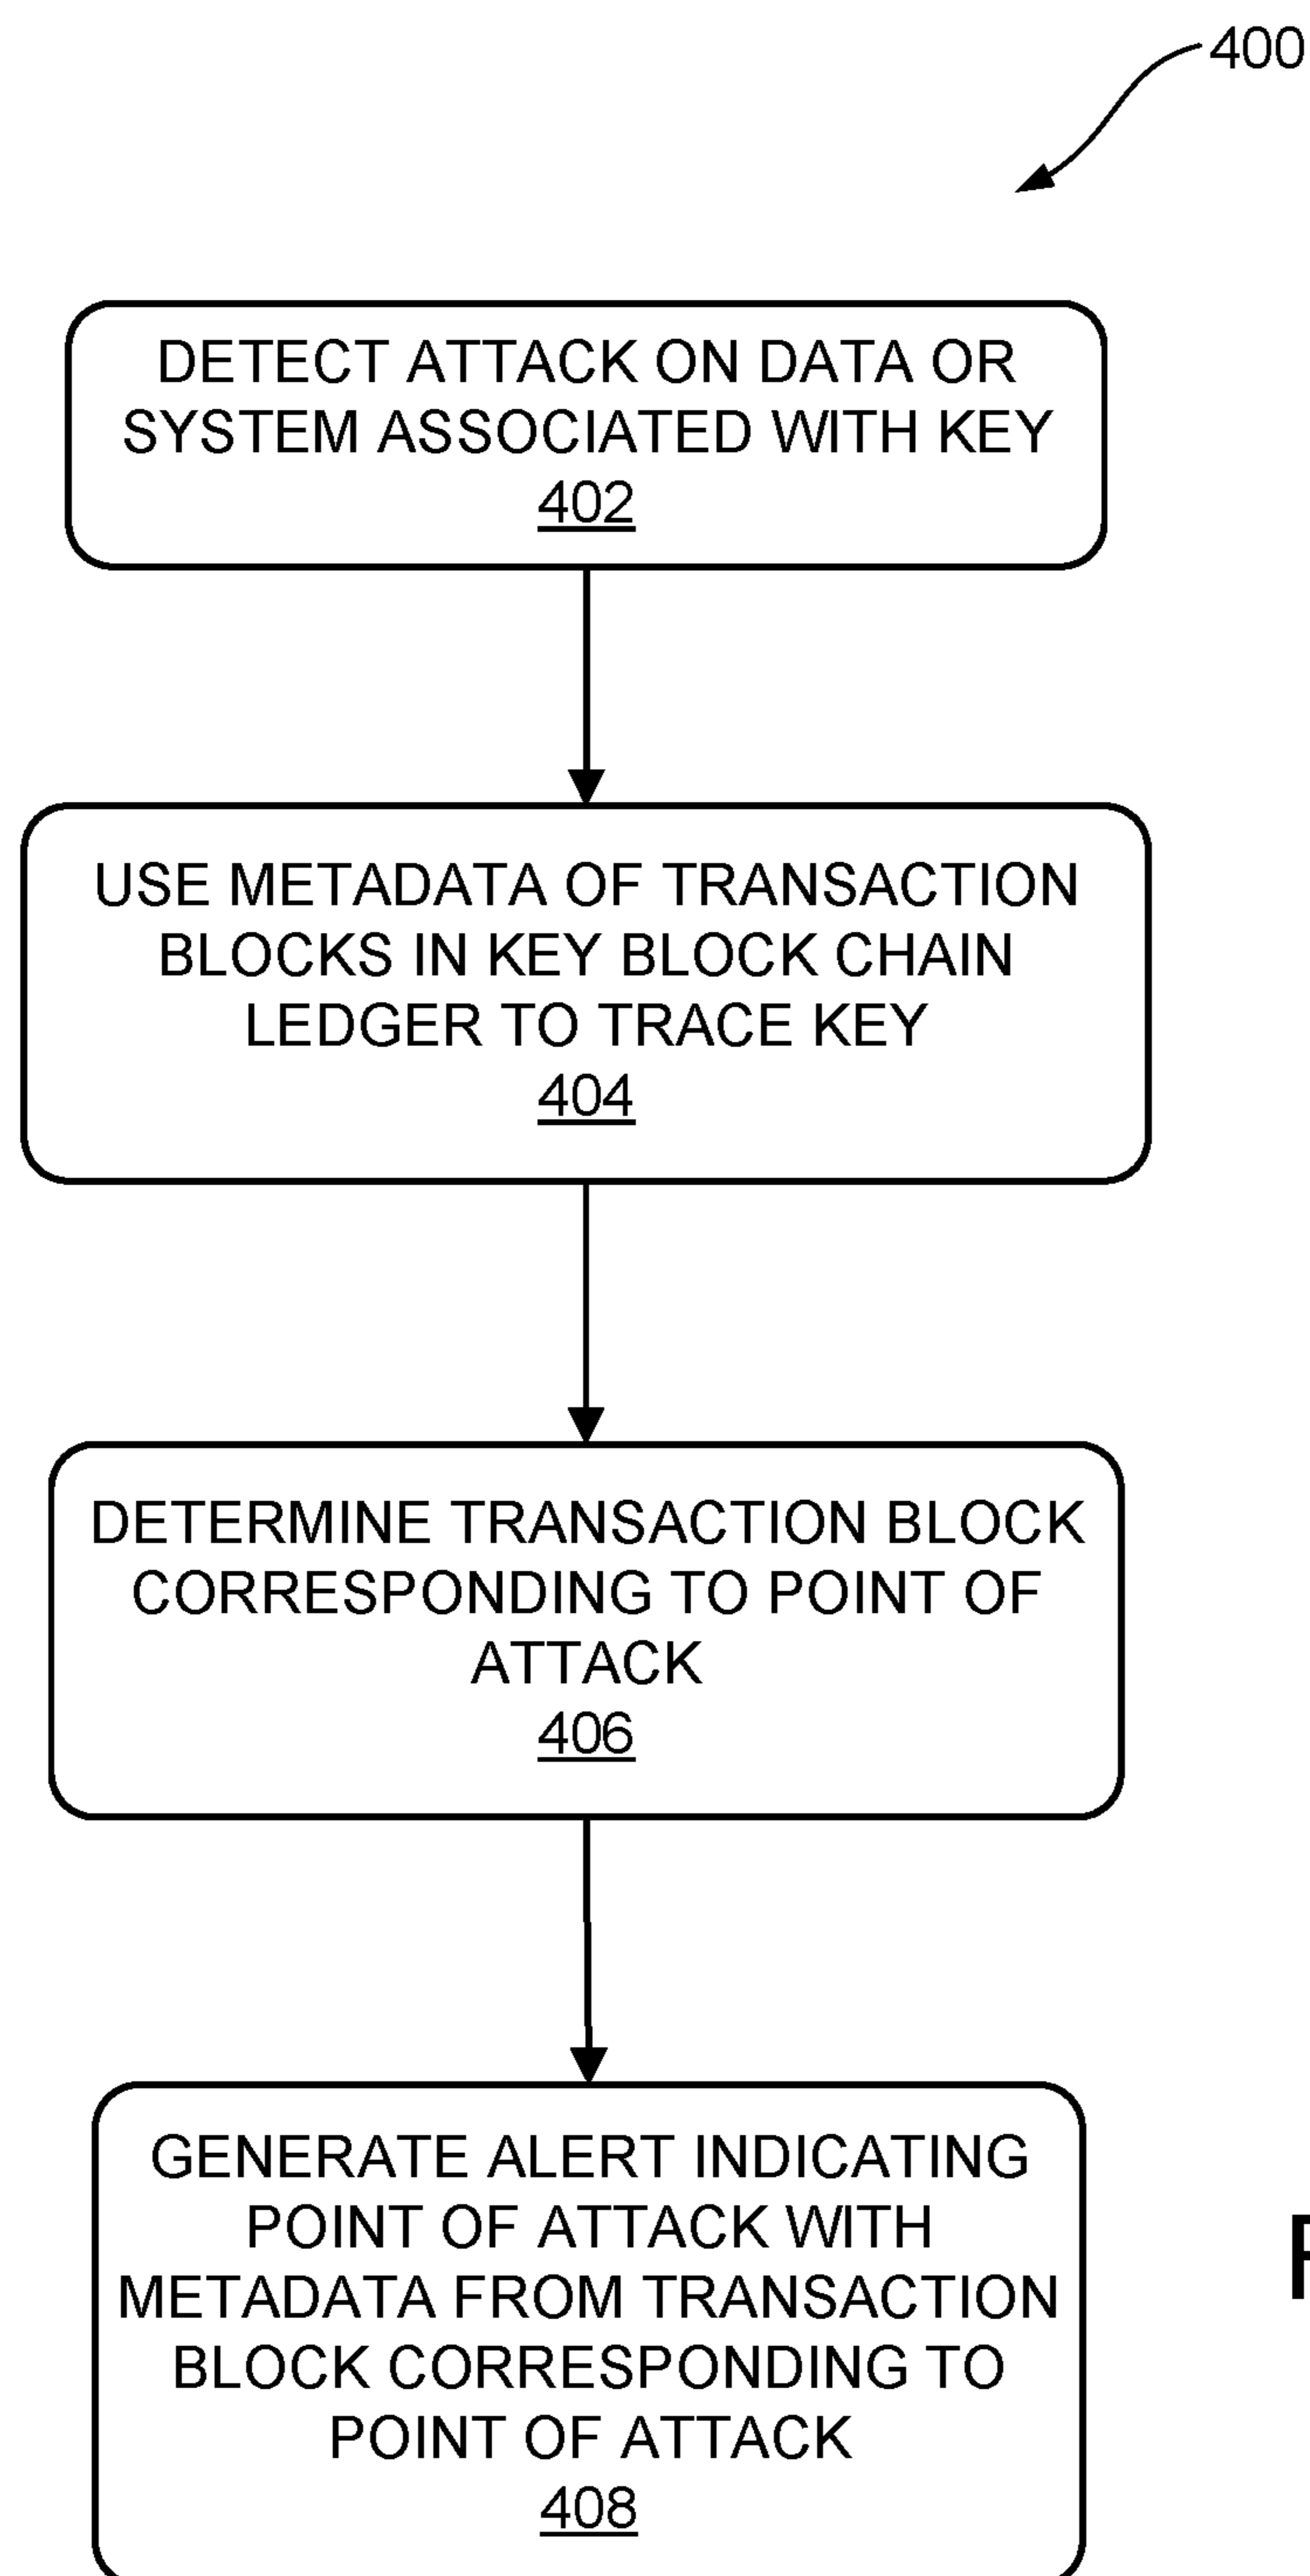 400
DETECT ATTACK ON DATA OR
SYSTEM ASSOCIATED WITH KEY
402
USE METADATA OF TRANSACTION
BLOCKS IN KEY BLOCK CHAIN
LEDGER TO TRACE KEY
404
DETERMINE TRANSACTION BLOCK
CORRESPONDING TO POINT OF
ATTACK
406
GENERATE ALERT INDICATING
POINT OF ATTACK WITH
METADATA FROM TRANSACTION
BLOCK CORRESPONDING TO
POINT OF ATTACK
408